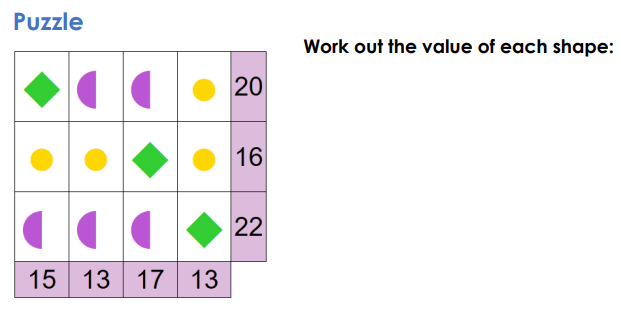 Puzzle
Work out the value of each shape:
20
16
22
15 13 17 13